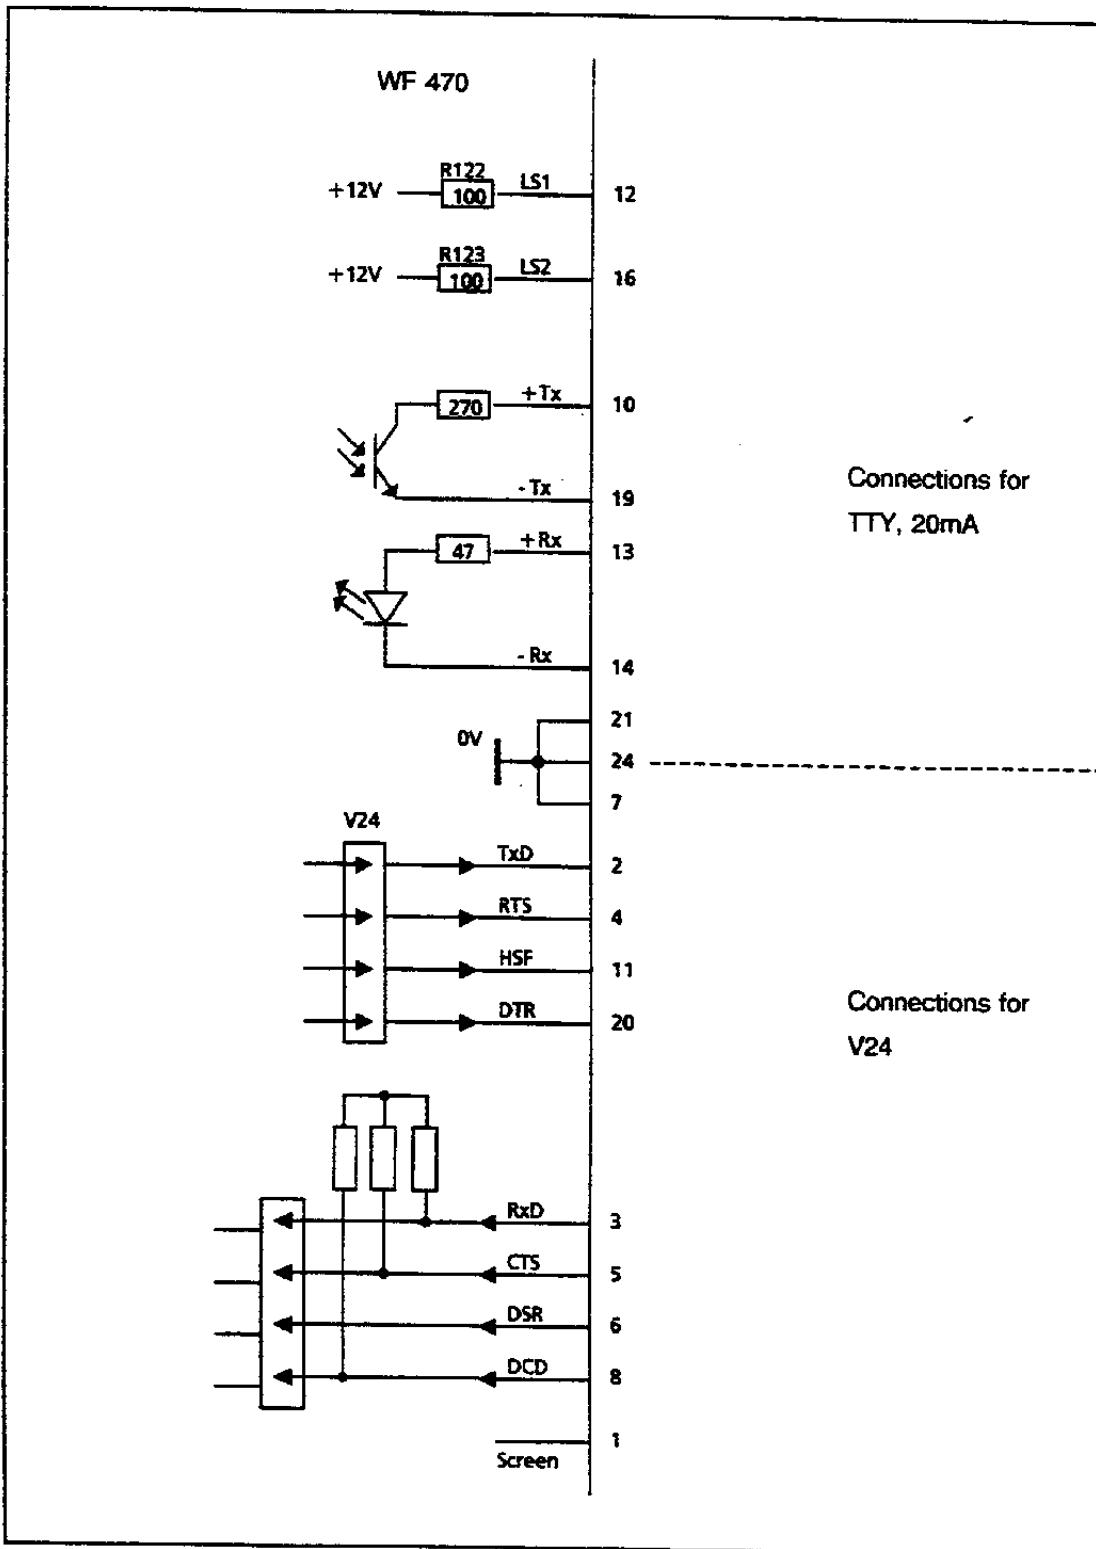 WF 470
R122
+12V 100 LS1 12
R123
+12V 100 LS2 16
270 +Tx 10
- Tx 19
Connections for
TTY, 20mA
47 +Rx 13
- Rx 14
21
0V 24
7
V24
TxD 2
RTS 4
HSF 11
DTR 20
Connections for
V24
RxD 3
CTS 5
DSR 6
DCD 8
1
Screen